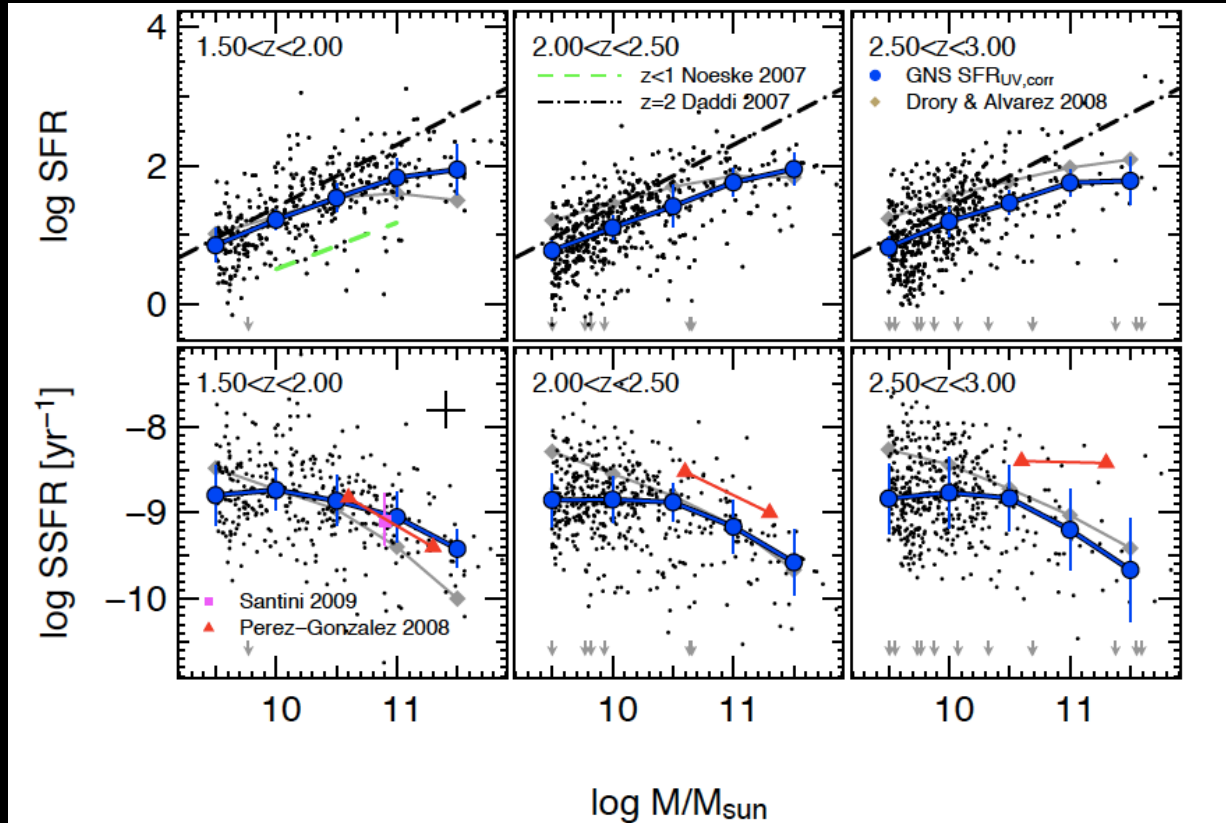 4
2
0
log SFR
1.50<z<2.00
2.00<z<2.50
z<1 Noeske 2007
z=2 Daddi 2007
2.50<z<3.00
GNS SFR_UV,corr
Drory & Alvarez 2008
−8
−9
−10
log SSFR [yr⁻¹]
1.50<z<2.00
Santini 2009
Perez−Gonzalez 2008
2.00<z<2.50
2.50<z<3.00
10 11
10 11
10 11
log M/M_sun